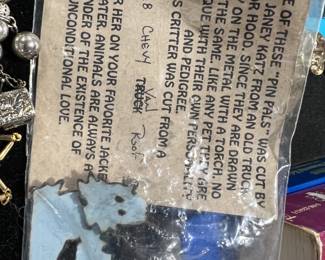 E OF THESE "PIN PALS" WAS CUT BY
JANEY KATZ FROM AN OLD TRUCK
OR HOOD. SINCE THEY ARE DRAWN
Y ON THE METAL WITH A TORCH, NO
THE SAME. LIKE ANY PET THEY ARE
QUE WITH THEIR OWN PERSONALITY
AND PEDIGREE.
S CRITTER WAS CUT FROM A
8 CHEVY Van TRUCK Roof
R HER ON YOUR FAVORITE JACKE
ATER. ANIMALS ARE ALWAYS A
NDER OF THE EXISTENCE OF
UNCONDITIONAL LOVE.